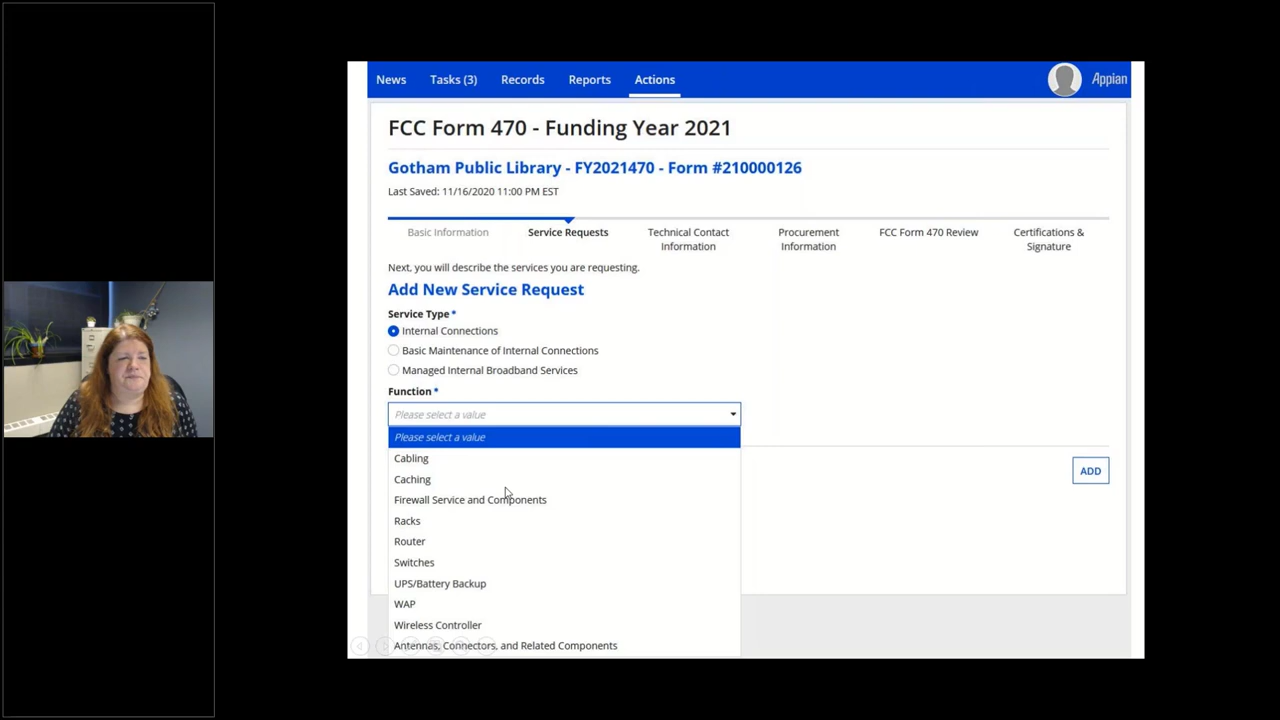 News Tasks (3) Records Reports Actions Appian
FCC Form 470 - Funding Year 2021
Gotham Public Library - FY2021470 - Form #210000126
Last Saved: 11/16/2020 11:00 PM EST
Basic Information
Service Requests
Technical Contact
Information
Procurement
Information
FCC Form 470 Review
Certifications &
Signature
Next, you will describe the services you are requesting.
Add New Service Request
Service Type *
Internal Connections
Basic Maintenance of Internal Connections
Managed Internal Broadband Services
Function *
Please select a value
Please select a value
Cabling
Caching
ADD
Firewall Service and Components
Racks
Router
Switches
UPS/Battery Backup
WAP
Wireless Controller
Antennas, Connectors, and Related Components